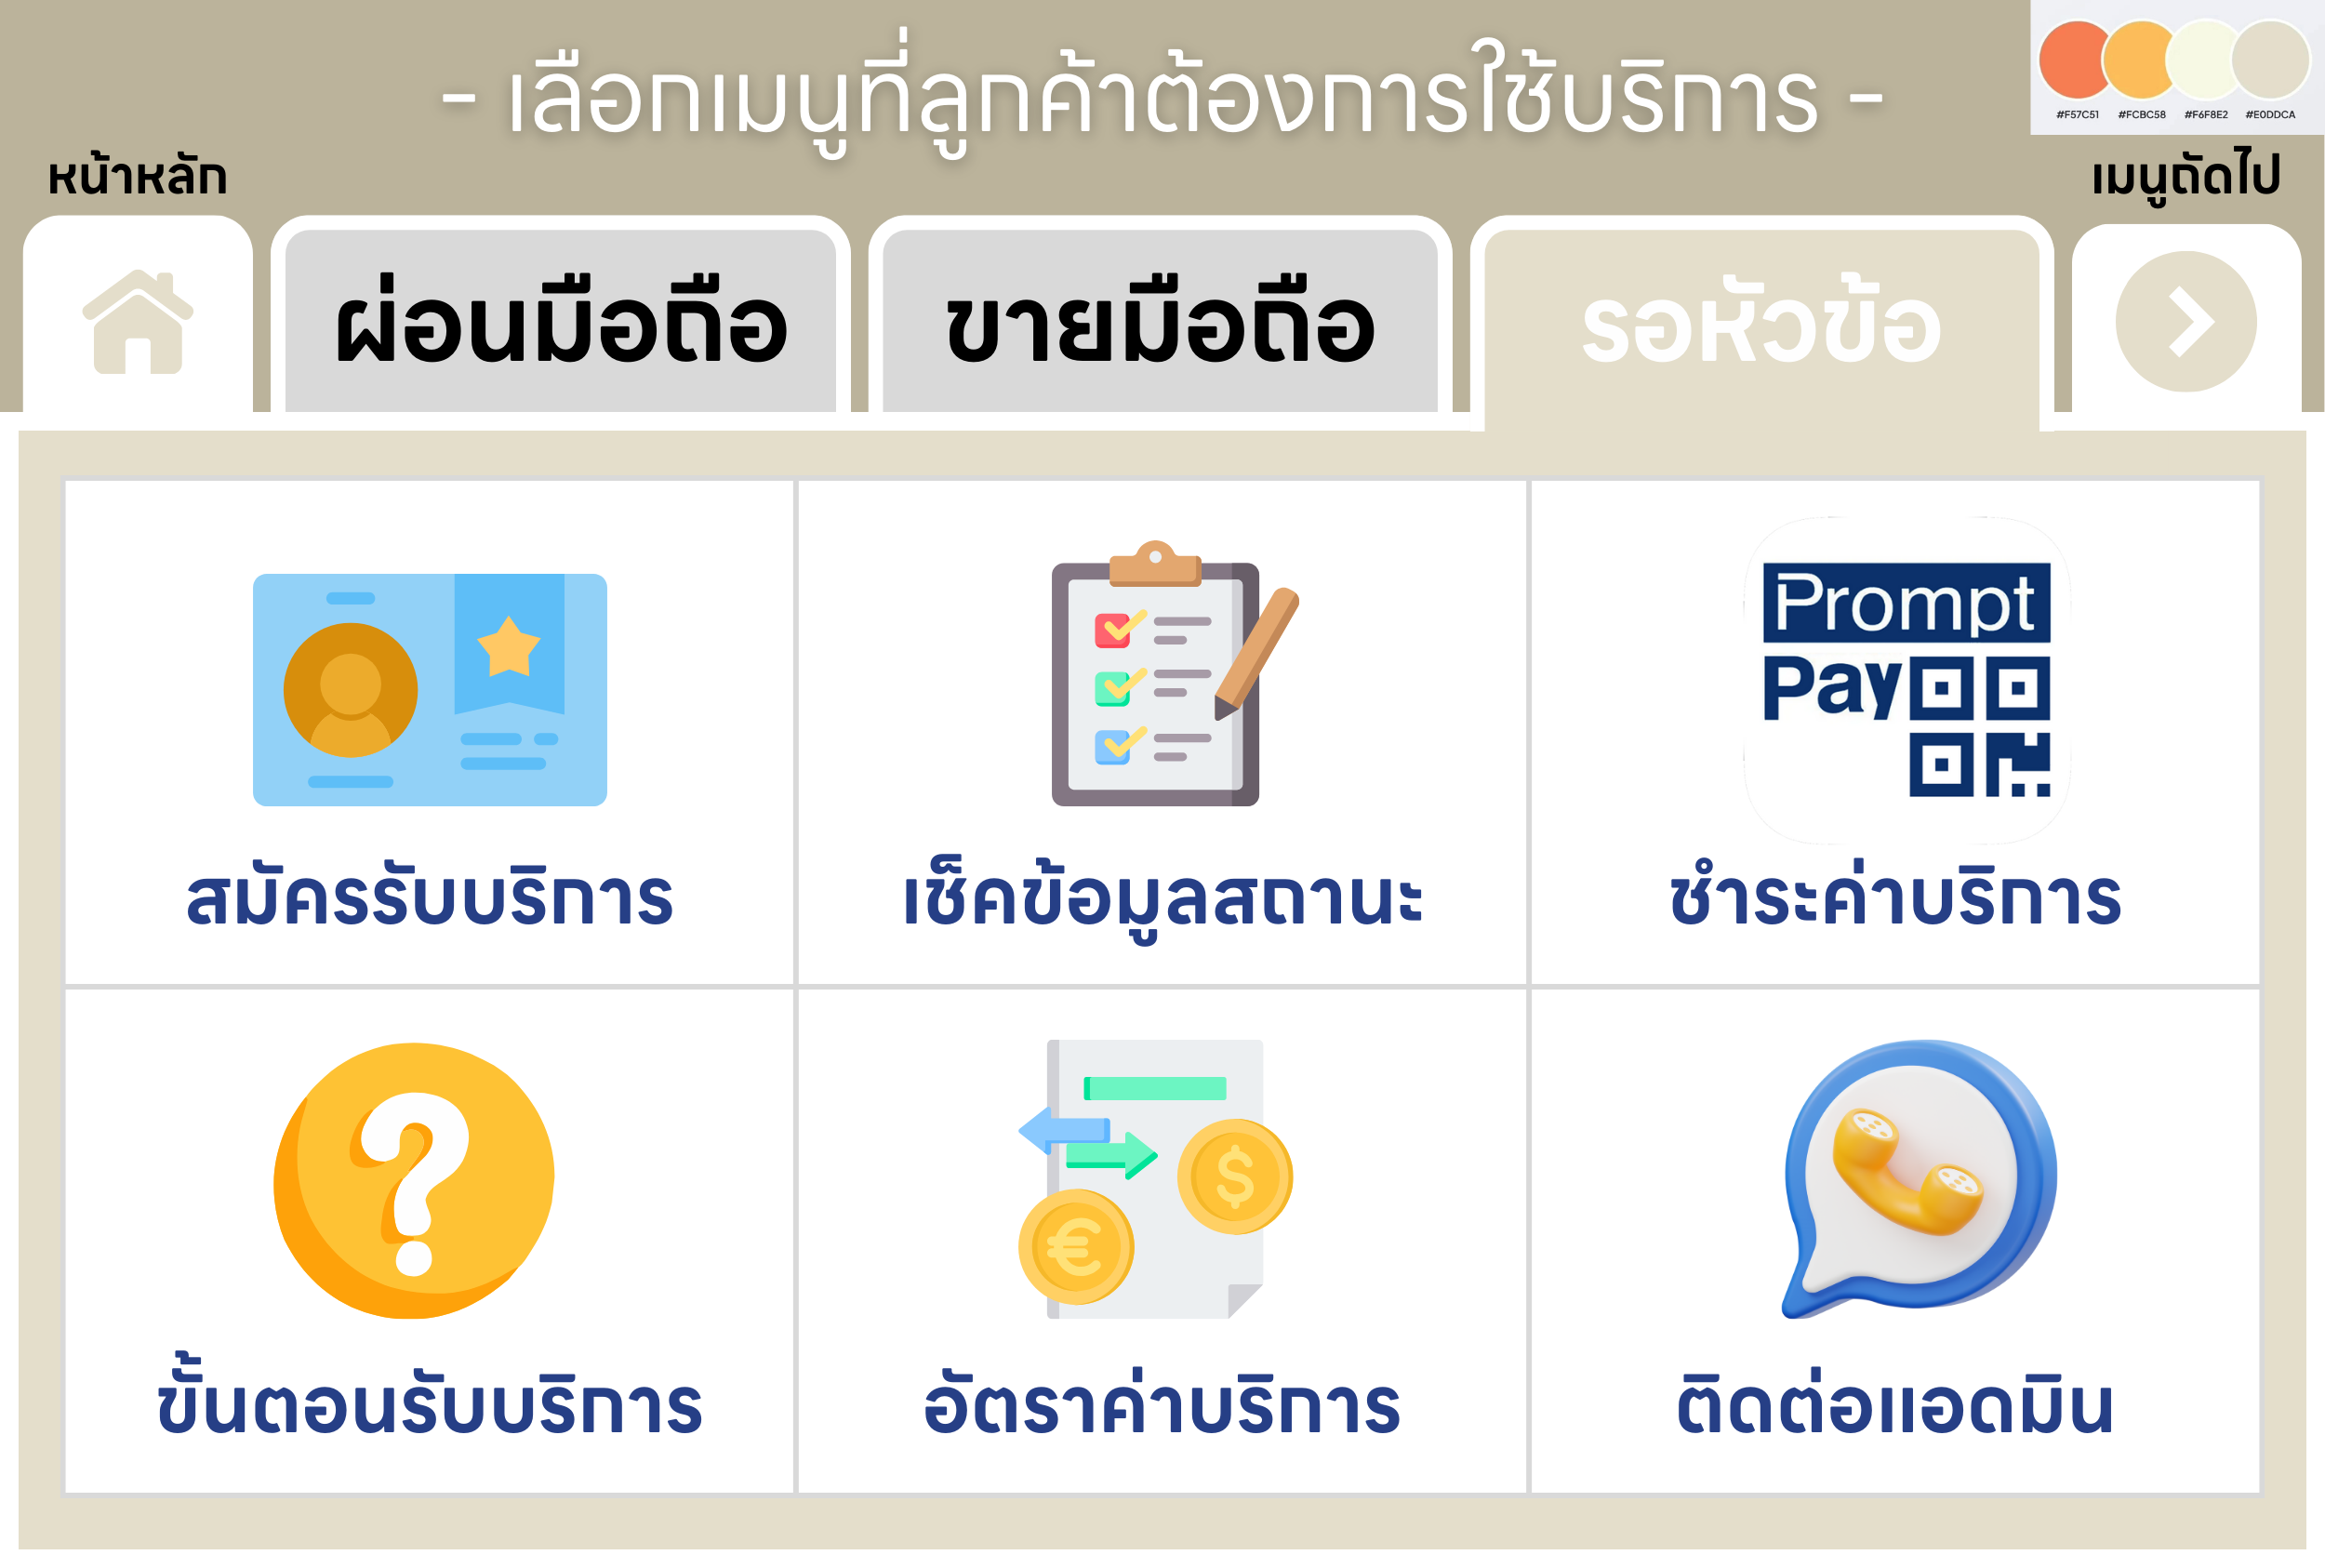 - เลือกเมนูที่ลูกค้าต้องการใช้บริการ -
#F57C51 #FCBC58 #F6F8E2 #E0DDCA
หน้าหลัก
เมนูถัดไป
ผ่อนมือถือ
ขายมือถือ
รอหัวข้อ
Prompt
Pay
สมัครรับบริการ
เช็คข้อมูลสถานะ
ชำระค่าบริการ
$
€
ขั้นตอนรับบริการ
อัตราค่าบริการ
ติดต่อแอดมิน